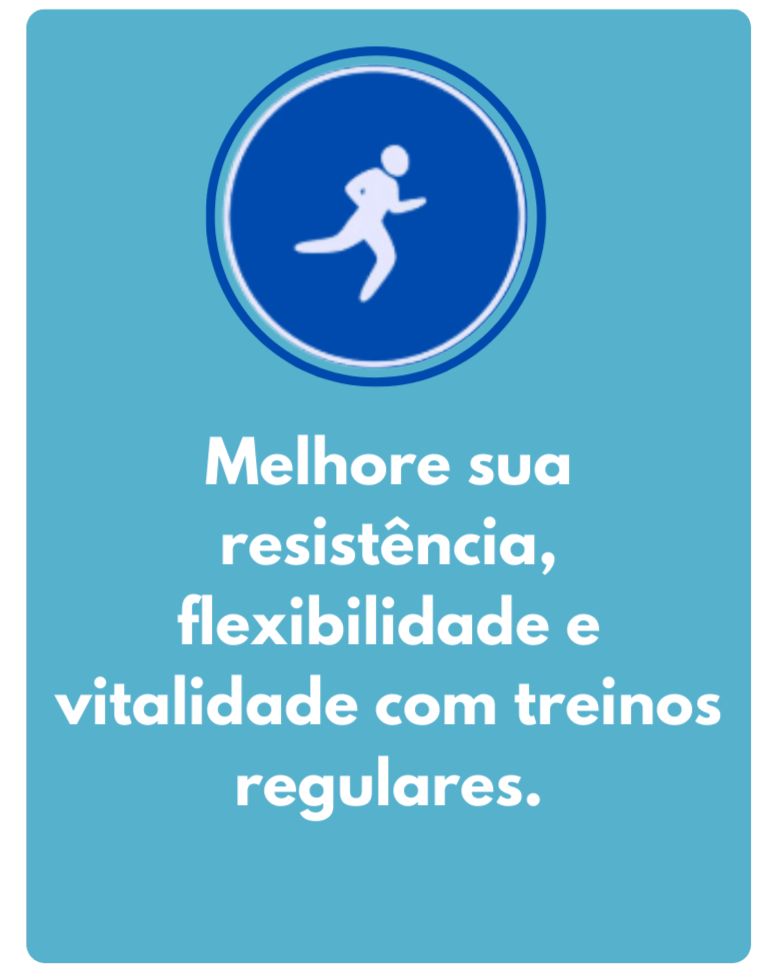 Melhore sua
resistência,
flexibilidade e
vitalidade com treinos
regulares.